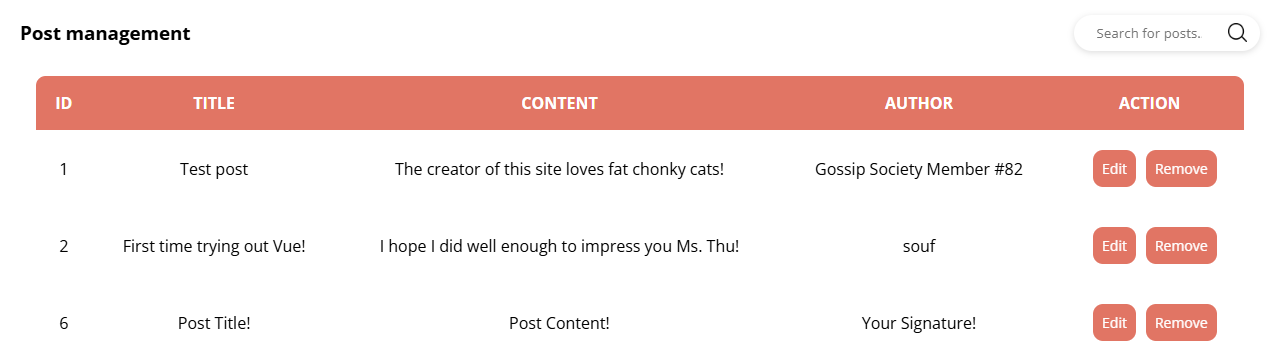 Post management
Search for posts.
ID TITLE CONTENT AUTHOR ACTION
1 Test post The creator of this site loves fat chonky cats! Gossip Society Member #82 Edit Remove
2 First time trying out Vue! I hope I did well enough to impress you Ms. Thu! souf Edit Remove
6 Post Title! Post Content! Your Signature! Edit Remove